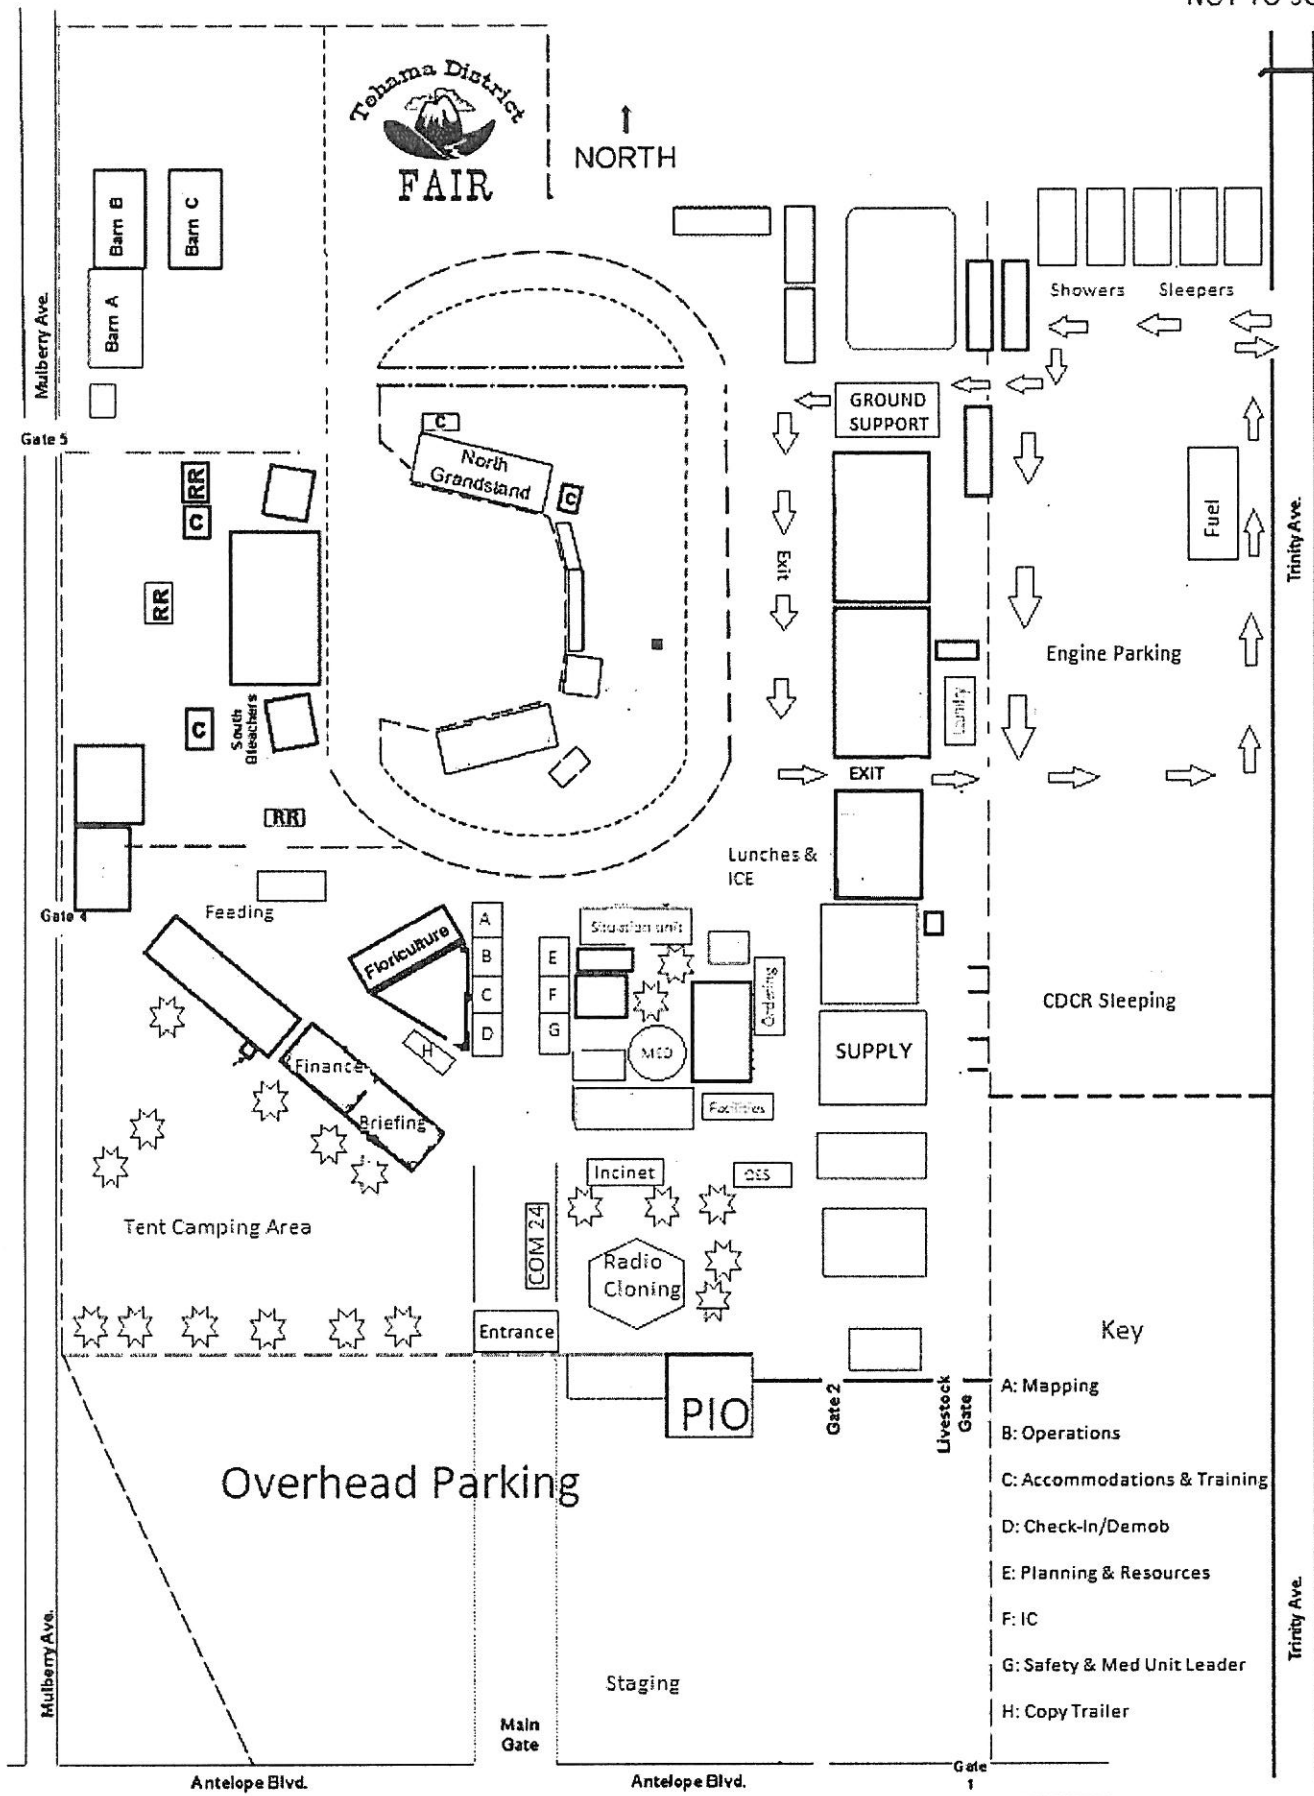 NOT TO SC
Tehama District
FAIR
NORTH
Barn B
Barn C
Barn A
Mulberry Ave.
Gate 5
Showers
Sleepers
GROUND
SUPPORT
C
North
Grandstand
C
RR
C
RR
Fuel
Trinity Ave.
Exit
Engine Parking
Laundry
C
South
Bleachers
EXIT
RR
Lunches &
ICE
Gate 4
Feeding
Floriculture
A
B
C
D
E
F
G
H
Situation unit
Ordering
MED
CDCR Sleeping
SUPPLY
Finance
Briefing
Facilities
Incinet
OES
Tent Camping Area
COM 24
Radio
Cloning
Entrance
PIO
Gate 2
Livestock
Gate
Key
A: Mapping
B: Operations
C: Accommodations & Training
D: Check-In/Demob
E: Planning & Resources
F: IC
G: Safety & Med Unit Leader
H: Copy Trailer
Overhead Parking
Mulberry Ave.
Staging
Trinity Ave.
Main
Gate
Gate
1
Antelope Blvd.
Antelope Blvd.